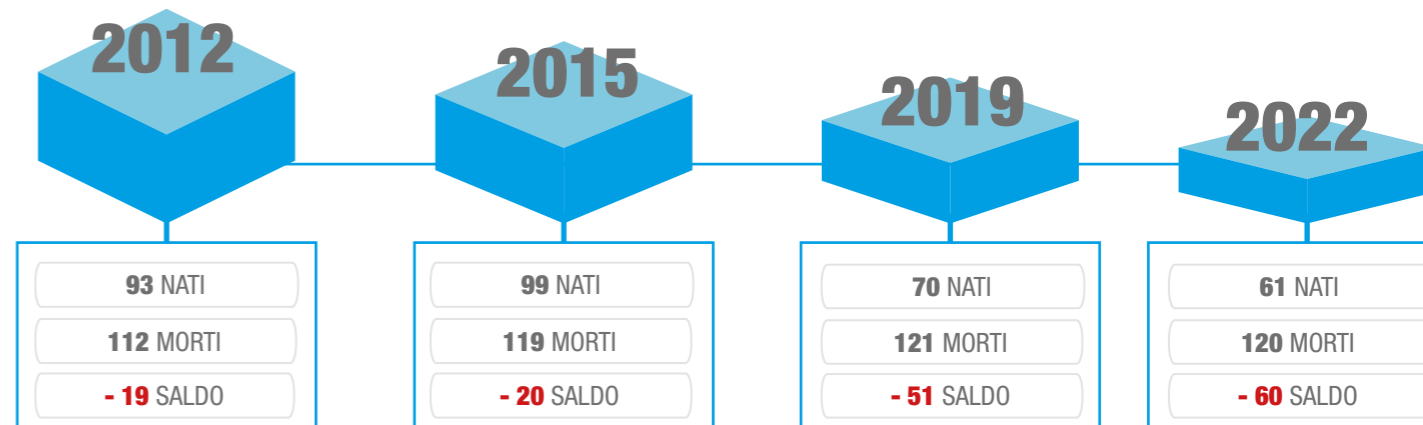 2012
93 NATI
112 MORTI
- 19 SALDO
2015
99 NATI
119 MORTI
- 20 SALDO
2019
70 NATI
121 MORTI
- 51 SALDO
2022
61 NATI
120 MORTI
- 60 SALDO